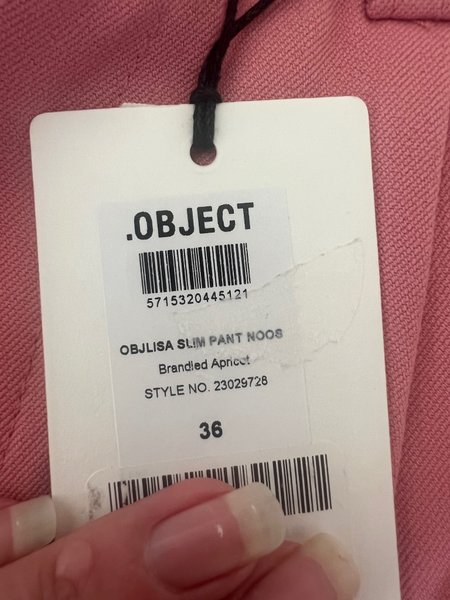 .OBJECT
5715320445121
OBJLISA SLIM PANT NOOS
Brandied Apricot
STYLE NO. 23029728
36